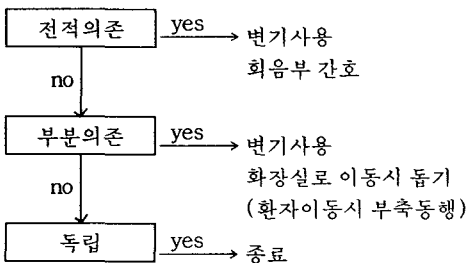 전적의존 yes 변기사용
회음부 간호
no
부분의존 yes 변기사용
화장실로 이동시 돕기
(환자이동시 부축동행)
no
독립 yes 종료